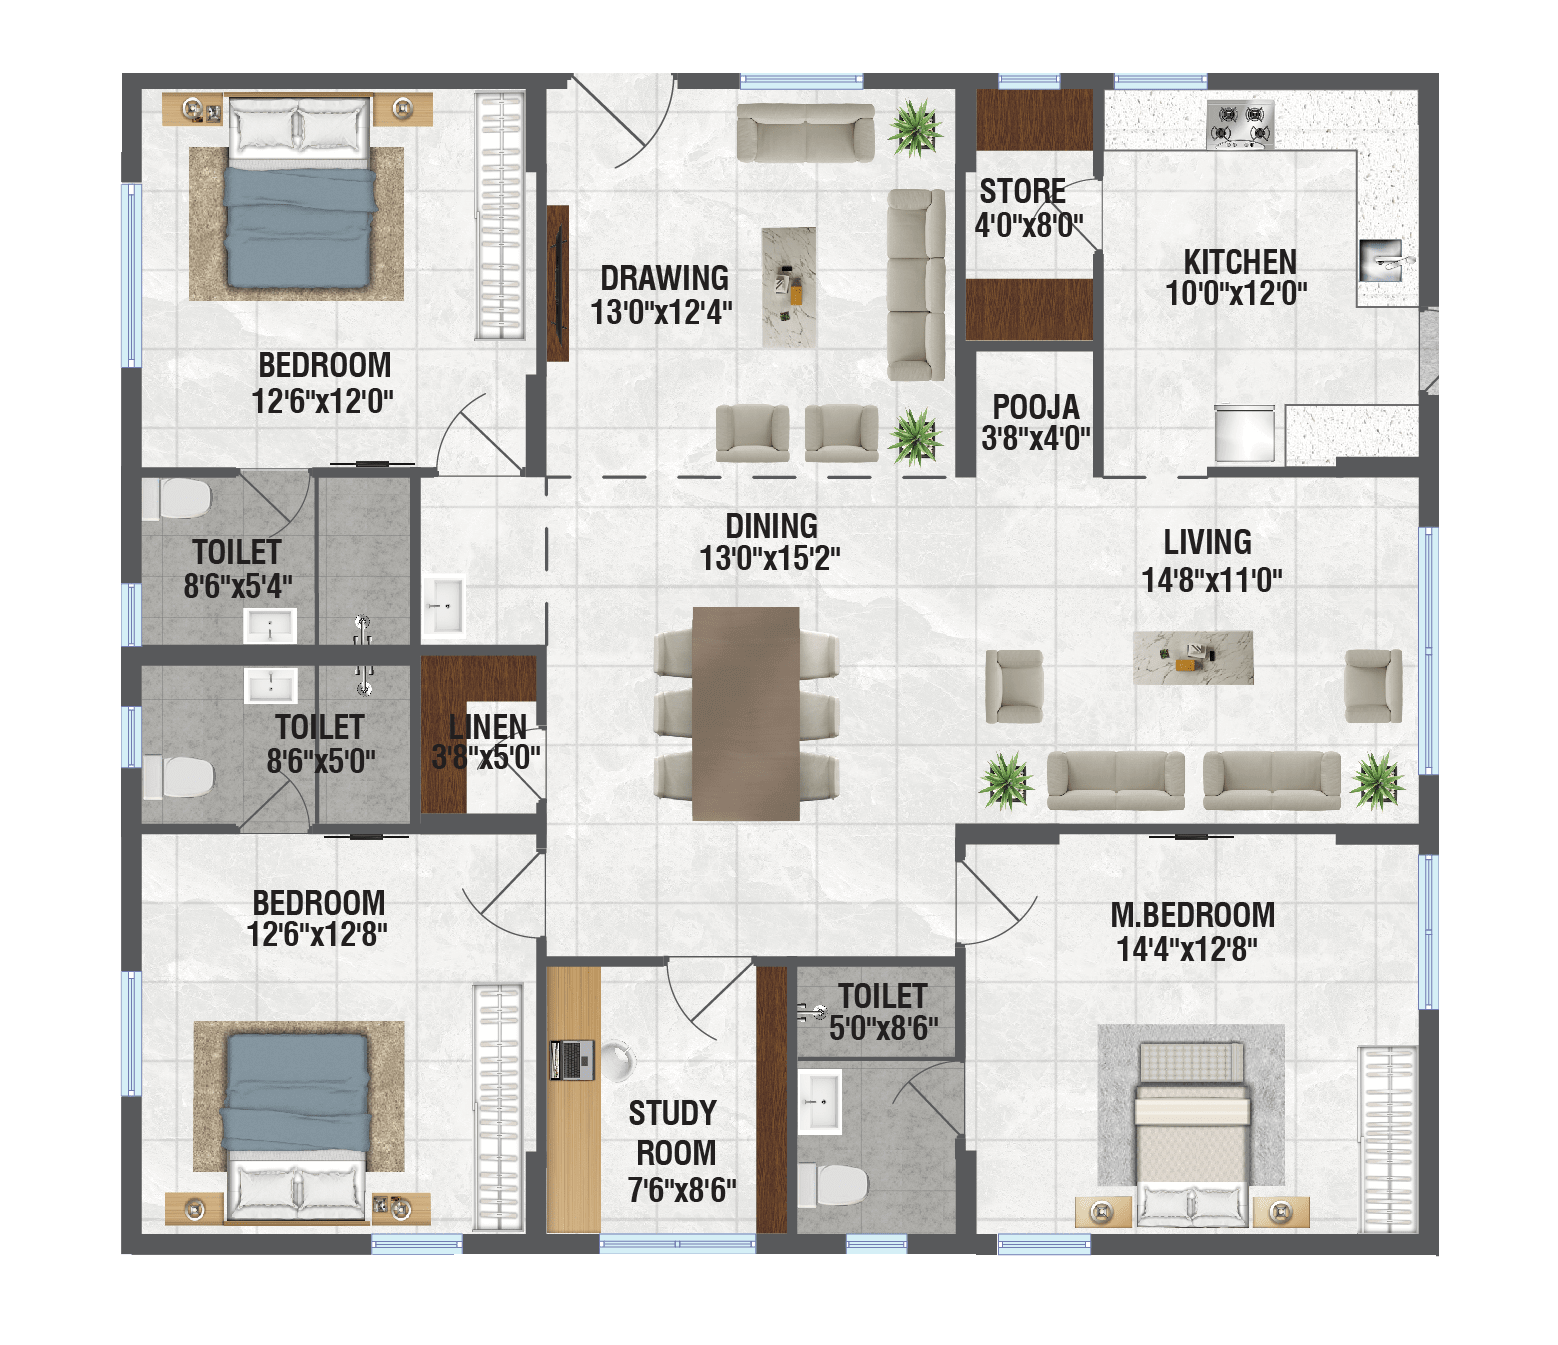 STORE
4'0"x8'0"
DRAWING
13'0"x12'4"
KITCHEN
10'0"x12'0"
BEDROOM
12'6"x12'0"
POOJA
3'8"x4'0"
TOILET
8'6"x5'4"
DINING
13'0"x15'2"
LIVING
14'8"x11'0"
TOILET
8'6"x5'0"
LINEN
3'8"x5'0"
BEDROOM
12'6"x12'8"
M.BEDROOM
14'4"x12'8"
TOILET
5'0"x8'6"
STUDY
ROOM
7'6"x8'6"